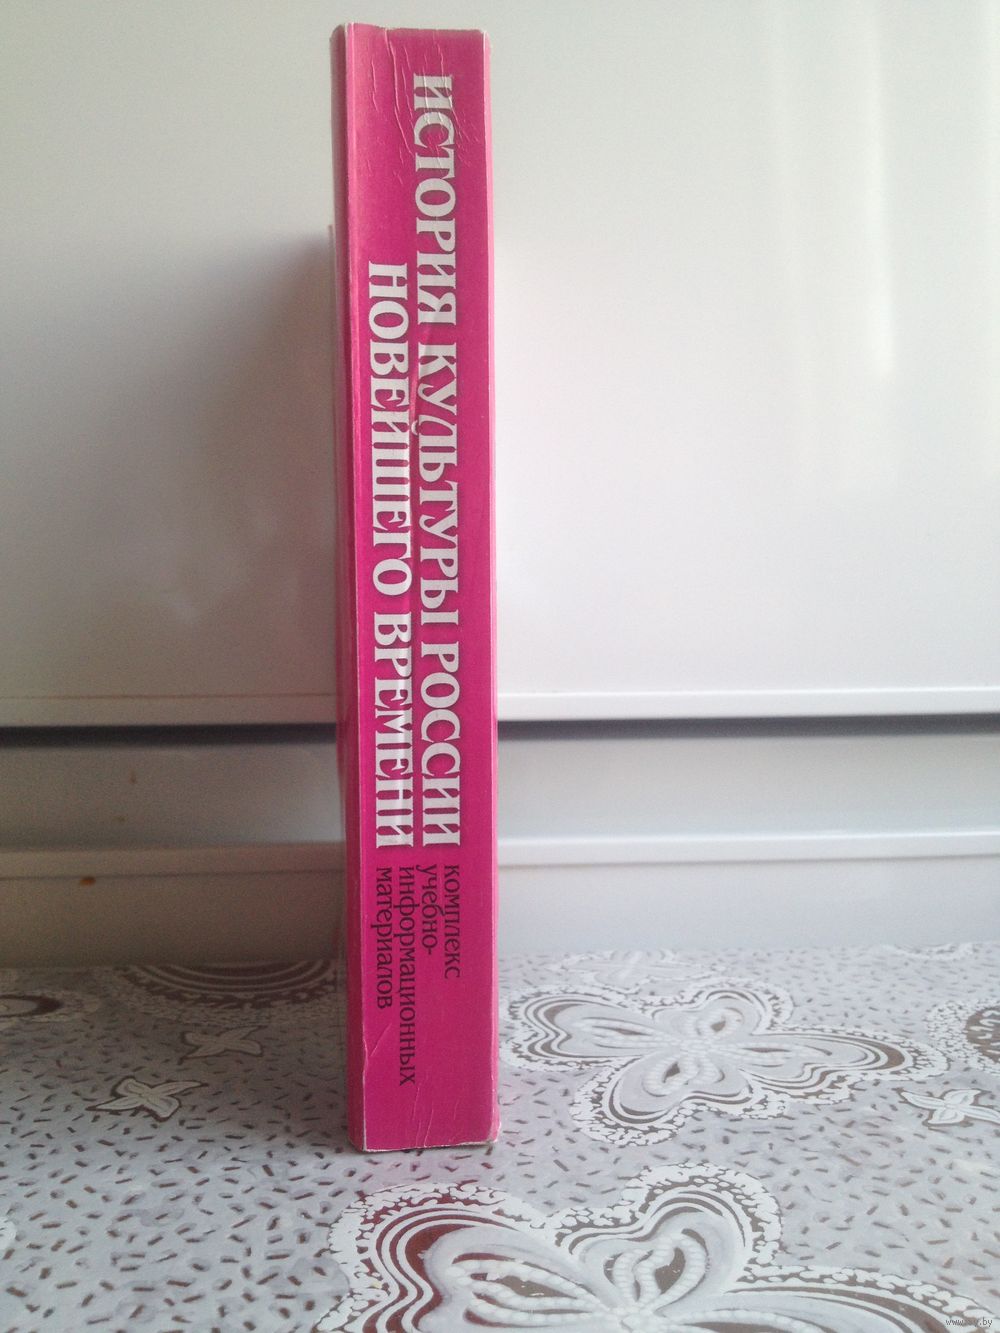 ИСТОРИЯ КУЛЬТУРЫ РОССИИ
НОВЕЙШЕГО ВРЕМЕНИ
комплекс
учебно-
информационных
материалов